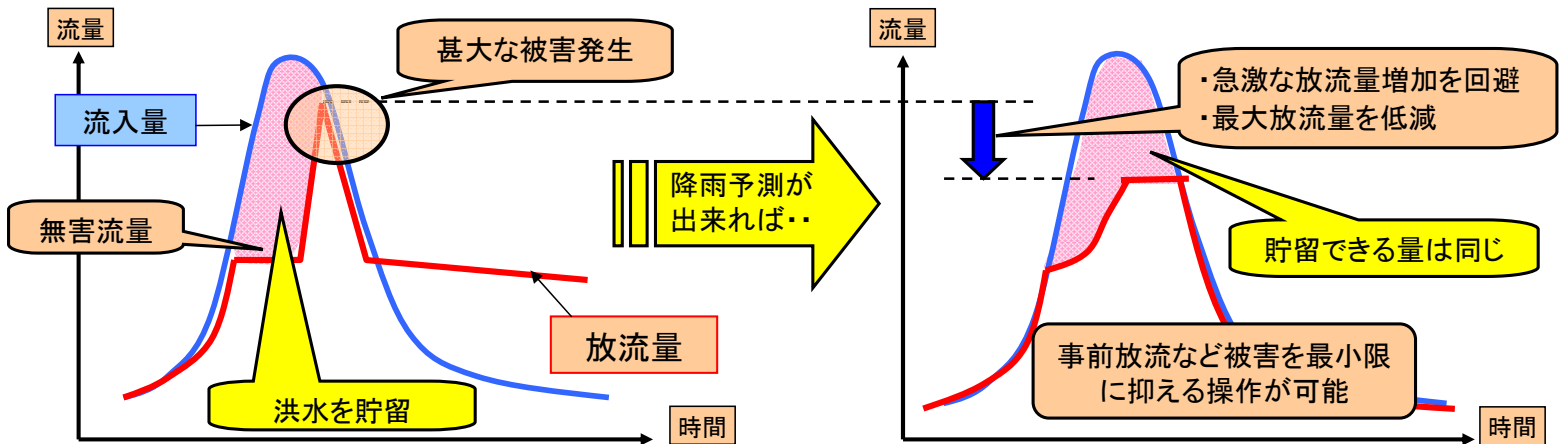 流量
甚大な被害発生
流入量
無害流量
洪水を貯留
放流量
時間
降雨予測が
出来れば・・
流量
・急激な放流量増加を回避
・最大放流量を低減
貯留できる量は同じ
事前放流など被害を最小限
に抑える操作が可能
時間